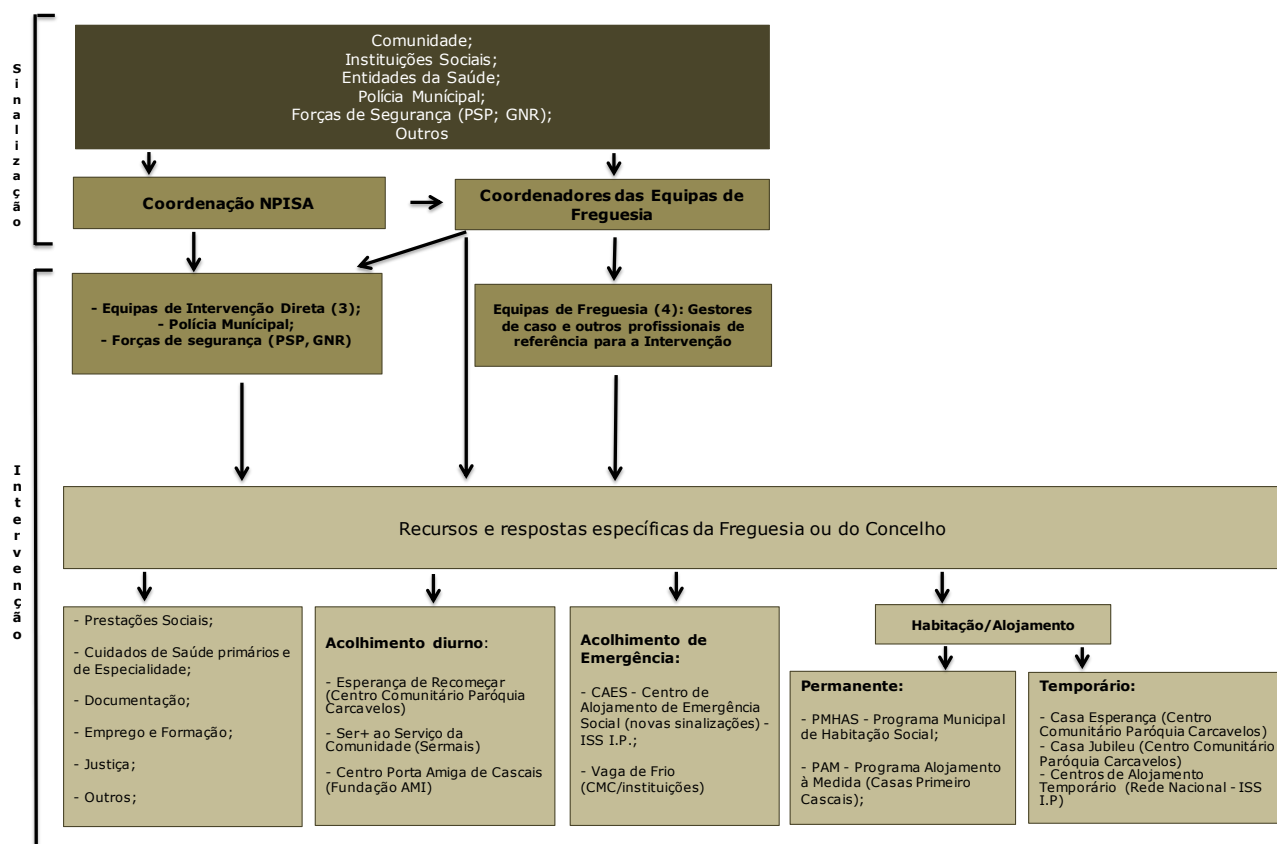 Sinalização
Comunidade;
Instituições Sociais;
Entidades da Saúde;
Polícia Munícipal;
Forças de Segurança (PSP; GNR);
Outros
Coordenação NPISA
Coordenadores das Equipas de
Freguesia
Intervenção
- Equipas de Intervenção Direta (3);
- Polícia Munícipal;
- Forças de segurança (PSP, GNR)
Equipas de Freguesia (4): Gestores
de caso e outros profissionais de
referência para a Intervenção
Recursos e respostas específicas da Freguesia ou do Concelho
- Prestações Sociais;
- Cuidados de Saúde primários e
de Especialidade;
- Documentação;
- Emprego e Formação;
- Justiça;
- Outros;
Acolhimento diurno:
- Esperança de Recomeçar
(Centro Comunitário Paróquia
Carcavelos)
- Ser+ ao Serviço da
Comunidade (Sermais)
- Centro Porta Amiga de Cascais
(Fundação AMI)
Acolhimento de
Emergência:
- CAES - Centro de
Alojamento de Emergência
Social (novas sinalizações) -
ISS I.P.;
- Vaga de Frio
(CMC/instituições)
Habitação/Alojamento
Permanente:
- PMHAS - Programa Municipal
de Habitação Social;
- PAM - Programa Alojamento
à Medida (Casas Primeiro
Cascais);
Temporário:
- Casa Esperança (Centro
Comunitário Paróquia Carcavelos)
- Casa Jubileu (Centro Comunitário
Paróquia Carcavelos)
- Centros de Alojamento
Temporário (Rede Nacional - ISS
I.P)